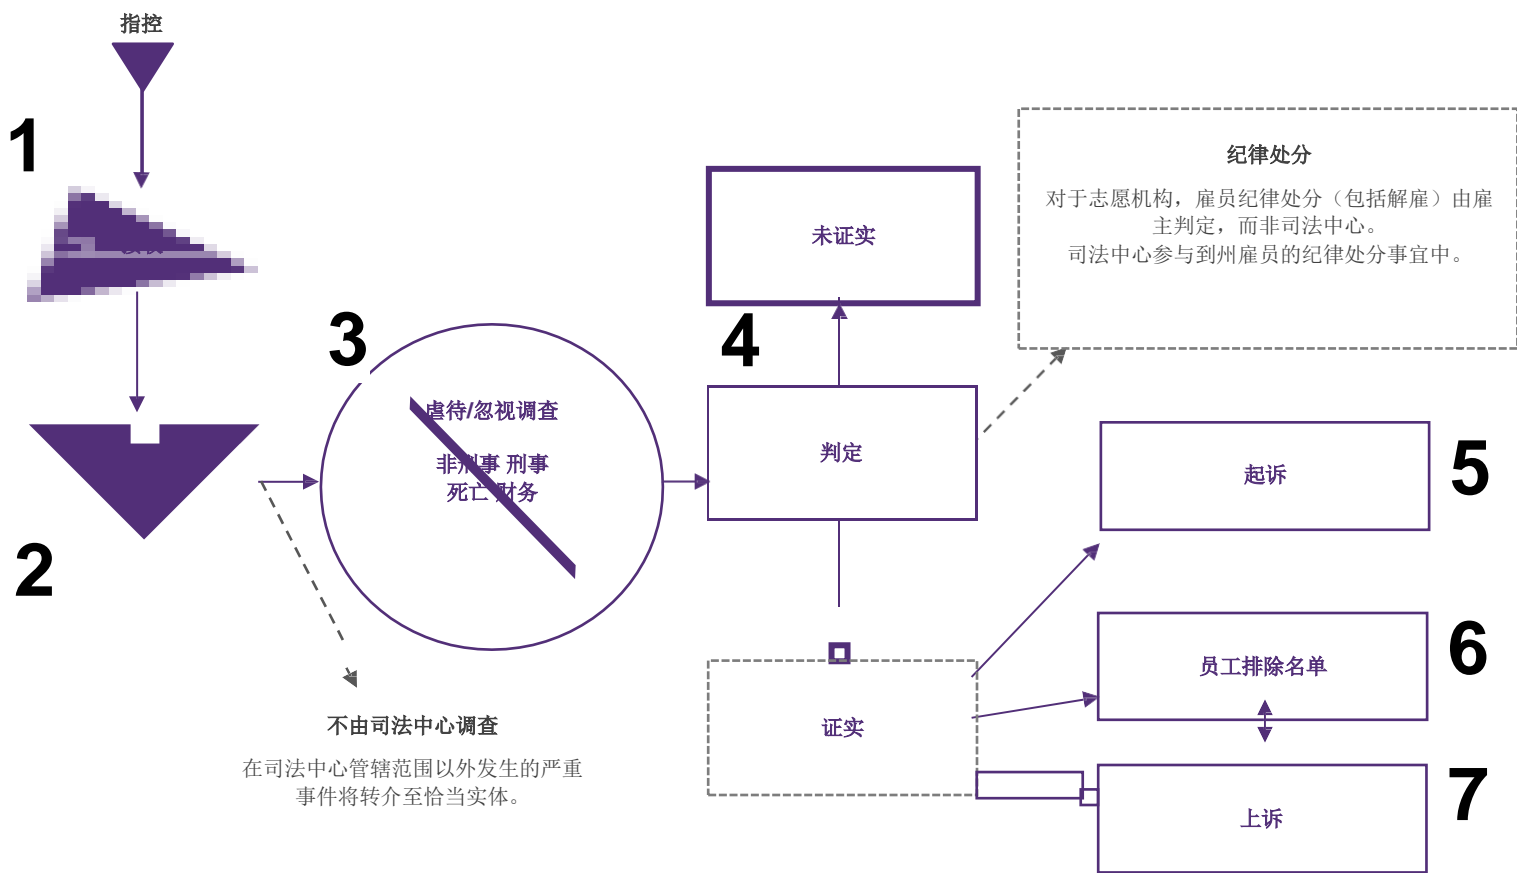 指控
1
2
3
虐待/忽视调查
非刑事 刑事
死亡 财务
不由司法中心调查
在司法中心管辖范围以外发生的严重
事件将转介至恰当实体。
未证实
4
判定
证实
纪律处分
对于志愿机构，雇员纪律处分（包括解雇）由雇
主判定，而非司法中心。
司法中心参与到州雇员的纪律处分事宜中。
起诉
5
员工排除名单
6
上诉
7